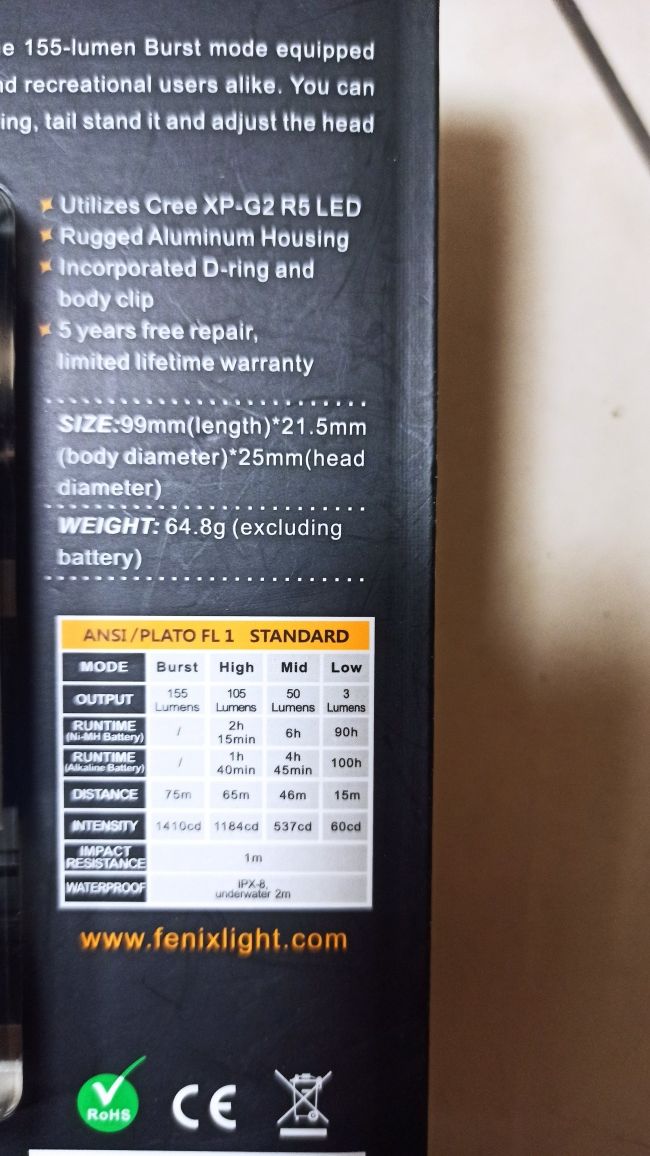 155-lumen Burst mode equipped
recreational users alike. You can
tail stand it and adjust the head
Utilizes Cree XP-G2 R5 LED
Rugged Aluminum Housing
Incorporated D-ring and
body clip
5 years free repair,
limited lifetime warranty
SIZE:99mm(length)*21.5mm
(body diameter)*25mm(head
diameter)
WEIGHT: 64.8g (excluding
battery)
ANSI/PLATO FL 1 STANDARD
MODE Burst High Mid Low
OUTPUT 155 Lumens 105 Lumens 50 Lumens 3 Lumens
RUNTIME (Ni-MH Battery) / 2h 15min 6h 90h
RUNTIME (Alkaline Battery) / 1h 40min 4h 45min 100h
DISTANCE 75m 65m 46m 15m
INTENSITY 1410cd 1184cd 537cd 60cd
IMPACT RESISTANCE 1m
WATERPROOF IPX-8, underwater 2m
www.fenixlight.com
RoHS CE